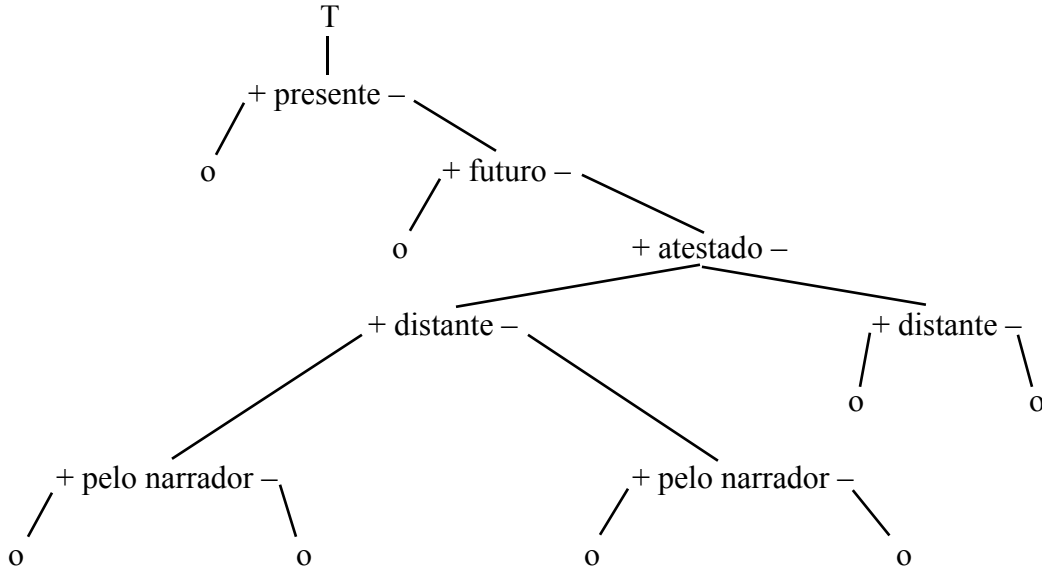 T
+ presente –
o
+ futuro –
o
+ atestado –
+ distante –
+ distante –
o
o
+ pelo narrador –
+ pelo narrador –
o
o
o
o